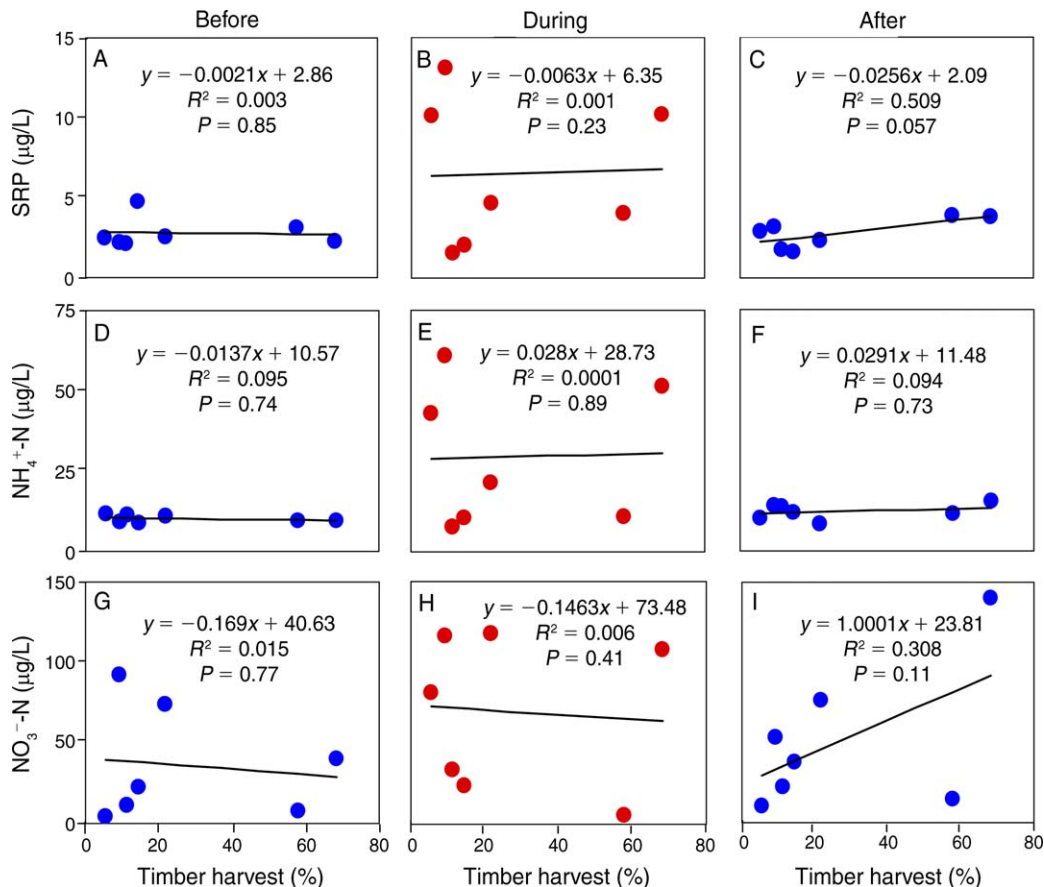 Before
During
After
SRP (µg/L)
15
10
5
0
A
y = −0.0021x + 2.86
R² = 0.003
P = 0.85
B
y = −0.0063x + 6.35
R² = 0.001
P = 0.23
C
y = −0.0256x + 2.09
R² = 0.509
P = 0.057
NH₄⁺-N (µg/L)
75
50
25
0
D
y = −0.0137x + 10.57
R² = 0.095
P = 0.74
E
y = 0.028x + 28.73
R² = 0.0001
P = 0.89
F
y = 0.0291x + 11.48
R² = 0.094
P = 0.73
NO₃⁻-N (µg/L)
150
100
50
0
G
y = −0.169x + 40.63
R² = 0.015
P = 0.77
H
y = −0.1463x + 73.48
R² = 0.006
P = 0.41
I
y = 1.0001x + 23.81
R² = 0.308
P = 0.11
0 20 40 60 80
0 20 40 60 80
0 20 40 60 80
Timber harvest (%)
Timber harvest (%)
Timber harvest (%)